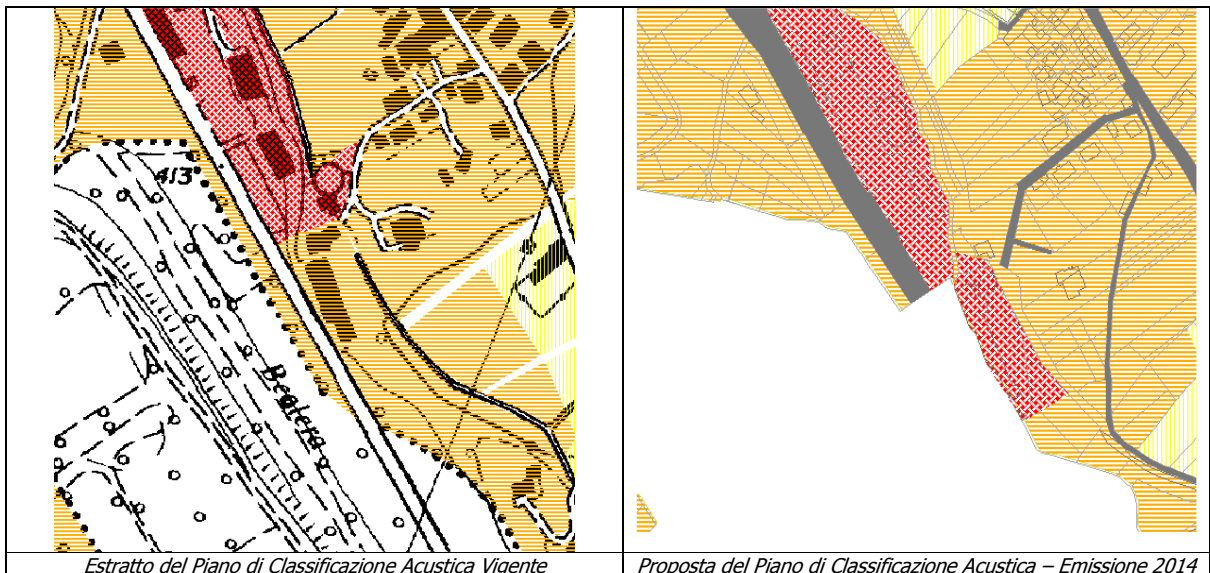 413
Bealera
Estratto del Piano di Classificazione Acustica Vigente
Proposta del Piano di Classificazione Acustica – Emissione 2014